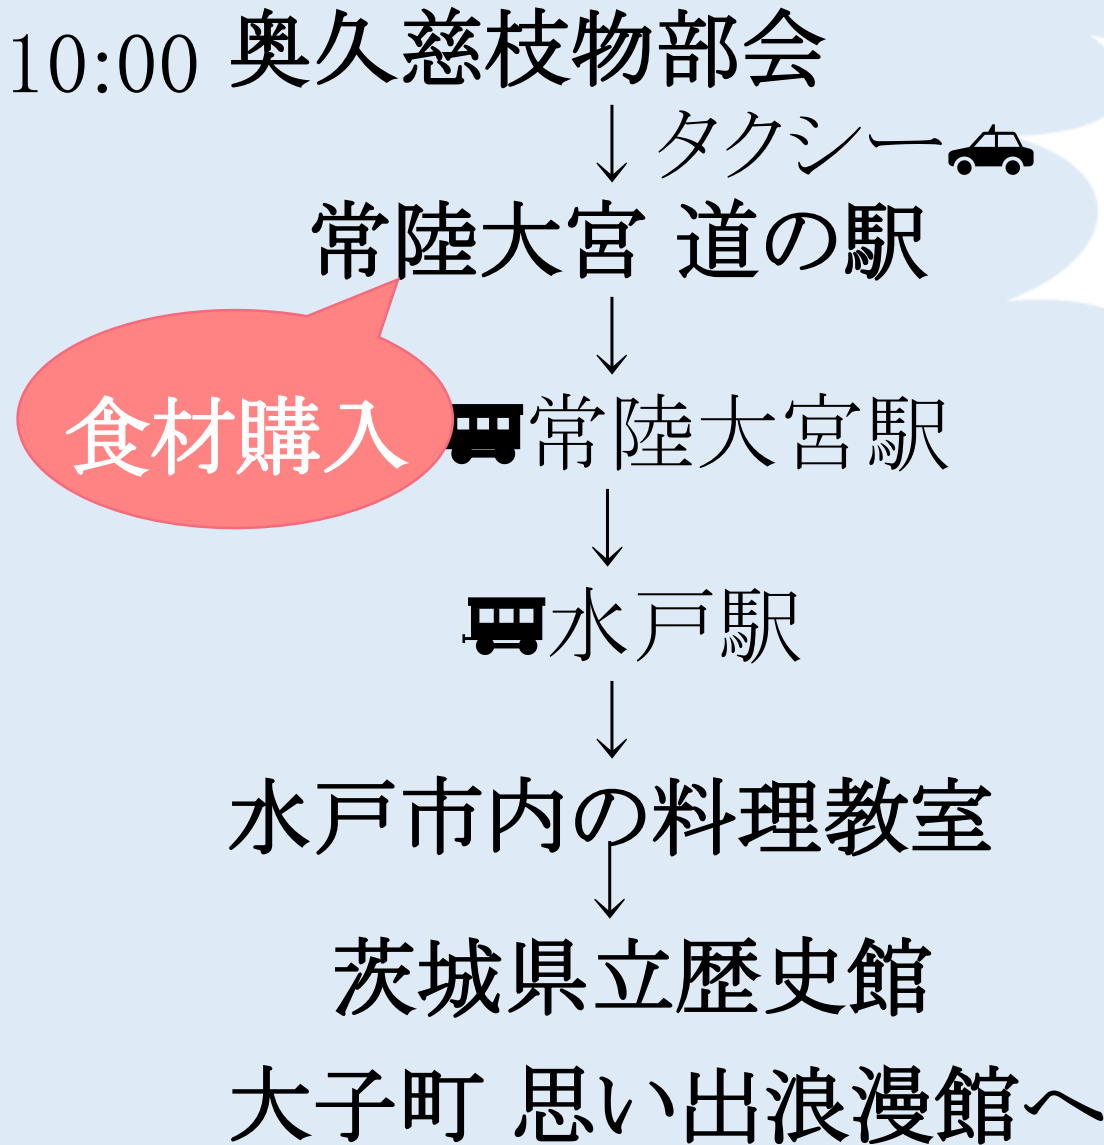 10:00 奥久慈枝物部会
↓ タクシー
常陸大宮 道の駅
↓
食材購入
常陸大宮駅
↓
水戸駅
↓
水戸市内の料理教室
↓
茨城県立歴史館
大子町 思い出浪漫館へ